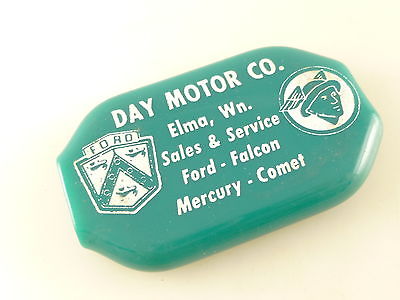 DAY MOTOR CO.
Elma, Wn.
Sales & Service
Ford - Falcon
Mercury - Comet
FORD